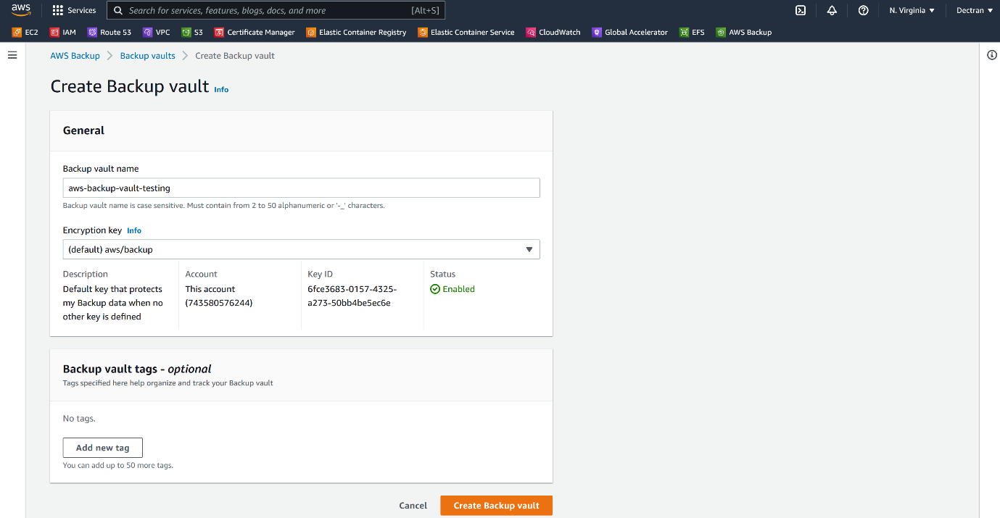 aws Services Search for services, features, blogs, docs, and more [Alt+S] N. Virginia Dectran
EC2 IAM Route 53 VPC S3 Certificate Manager Elastic Container Registry Elastic Container Service CloudWatch Global Accelerator EFS AWS Backup
AWS Backup Backup vaults Create Backup vault
Create Backup vault Info
General
Backup vault name
aws-backup-vault-testing
Backup vault name is case sensitive. Must contain from 2 to 50 alphanumeric or '-_' characters.
Encryption key Info
(default) aws/backup
Description Account Key ID Status
Default key that protects This account 6fce3683-0157-4325- Enabled
my Backup data when no (743580576244) a273-50bb4be5ec6e
other key is defined
Backup vault tags - optional
Tags specified here help organize and track your Backup vault
No tags.
Add new tag
You can add up to 50 more tags.
Cancel Create Backup vault